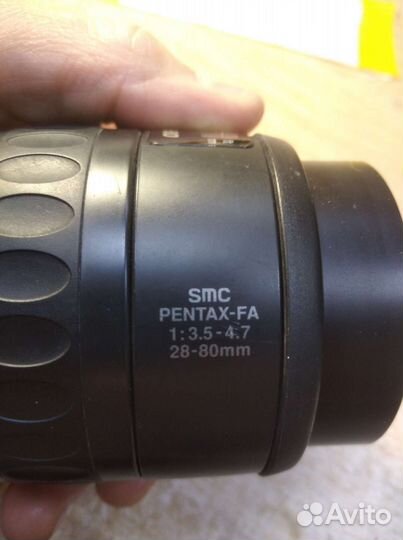 smc
PENTAX-FA
1:3.5-4.7
28-80mm
Avito